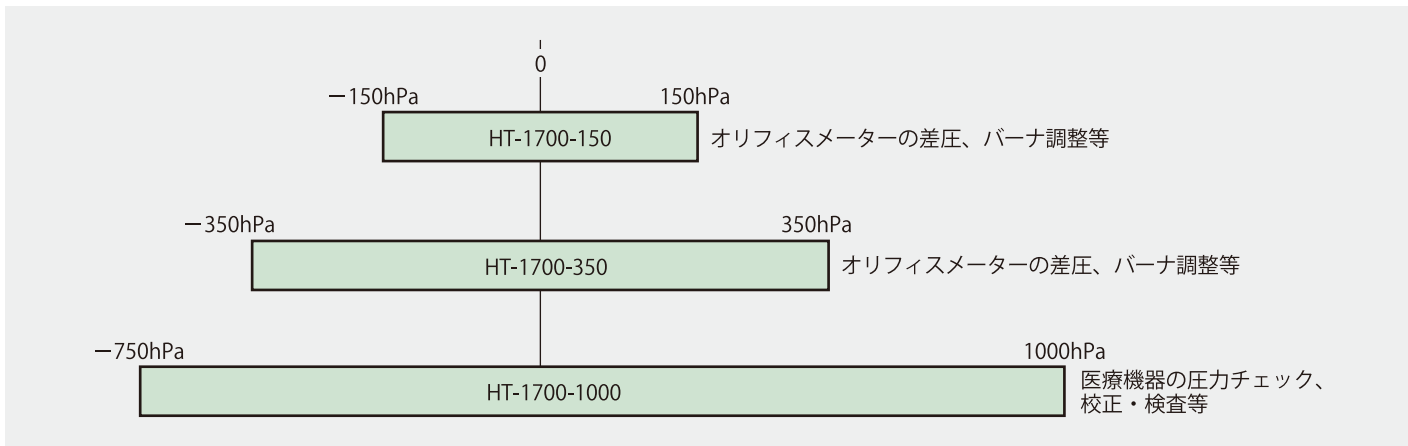 0
－150hPa
150hPa
HT-1700-150
オリフィスメーターの差圧、バーナ調整等
－350hPa
350hPa
HT-1700-350
オリフィスメーターの差圧、バーナ調整等
－750hPa
1000hPa
HT-1700-1000
医療機器の圧力チェック、
校正・検査等